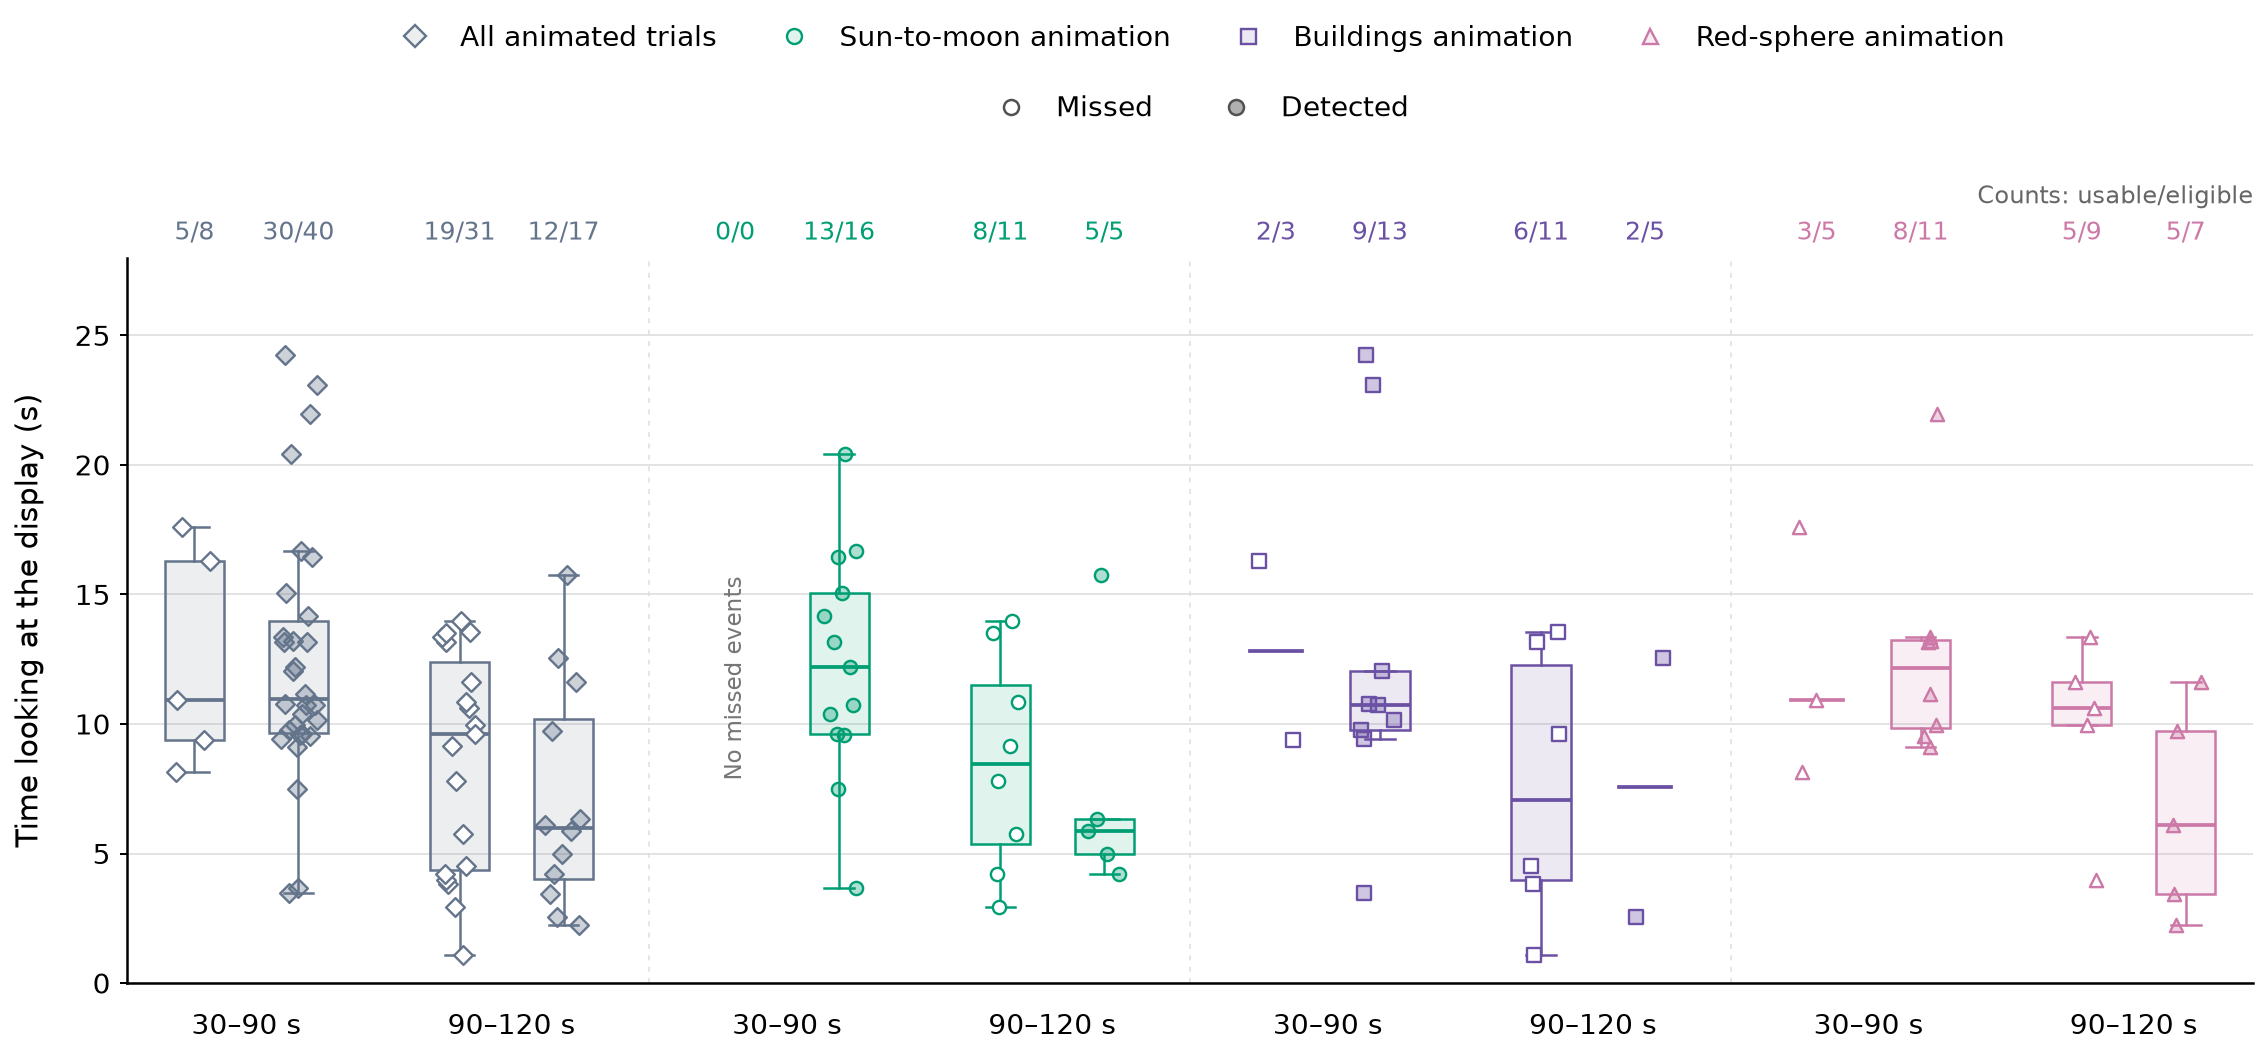 All animated trials Sun-to-moon animation Buildings animation Red-sphere animation
Missed Detected
Counts: usable/eligible
5/8 30/40 19/31 12/17 0/0 13/16 8/11 5/5 2/3 9/13 6/11 2/5 3/5 8/11 5/9 5/7
Time looking at the display (s)
25
20
15
10
5
0
No missed events
30–90 s 90–120 s 30–90 s 90–120 s 30–90 s 90–120 s 30–90 s 90–120 s